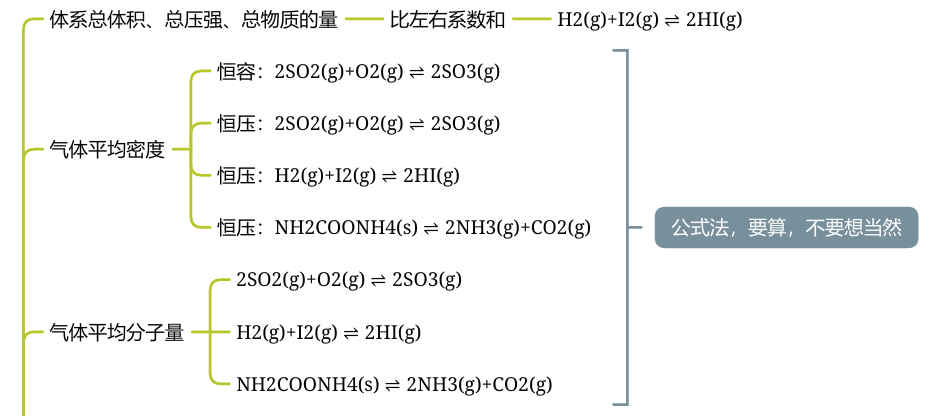 体系总体积、总压强、总物质的量 比左右系数和 H2(g)+I2(g) ⇌ 2HI(g)
恒容：2SO2(g)+O2(g) ⇌ 2SO3(g)
恒压：2SO2(g)+O2(g) ⇌ 2SO3(g)
气体平均密度
恒压：H2(g)+I2(g) ⇌ 2HI(g)
恒压：NH2COONH4(s) ⇌ 2NH3(g)+CO2(g)
公式法，要算，不要想当然
2SO2(g)+O2(g) ⇌ 2SO3(g)
气体平均分子量
H2(g)+I2(g) ⇌ 2HI(g)
NH2COONH4(s) ⇌ 2NH3(g)+CO2(g)